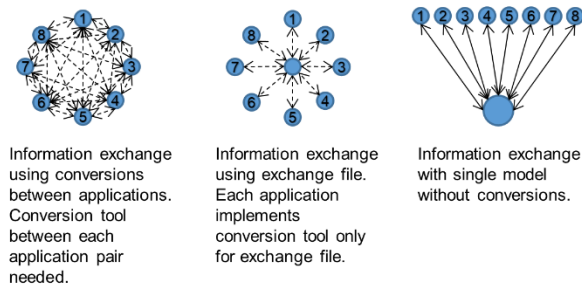 1
8
2
7
3
6
4
5
1
8
2
7
3
6
4
5
1 2 3 4 5 6 7 8
Information exchange
using conversions
between applications.
Conversion tool
between each
application pair
needed.
Information exchange
using exchange file.
Each application
implements
conversion tool only
for exchange file.
Information exchange
with single model
without conversions.